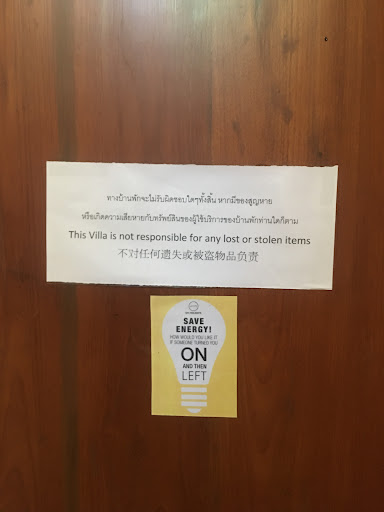 ทางบ้านพักจะไม่รับผิดชอบใดๆทั้งสิ้น หากมีของสูญหาย
หรือเกิดความเสียหายกับทรัพย์สินของผู้ใช้บริการของบ้านพักท่านใดก็ตาม
This Villa is not responsible for any lost or stolen items
不对任何遗失或被盗物品负责
SAVE
ENERGY!
HOW WOULD YOU LIKE IT
IF SOMEONE TURNED YOU
ON
AND THEN
LEFT